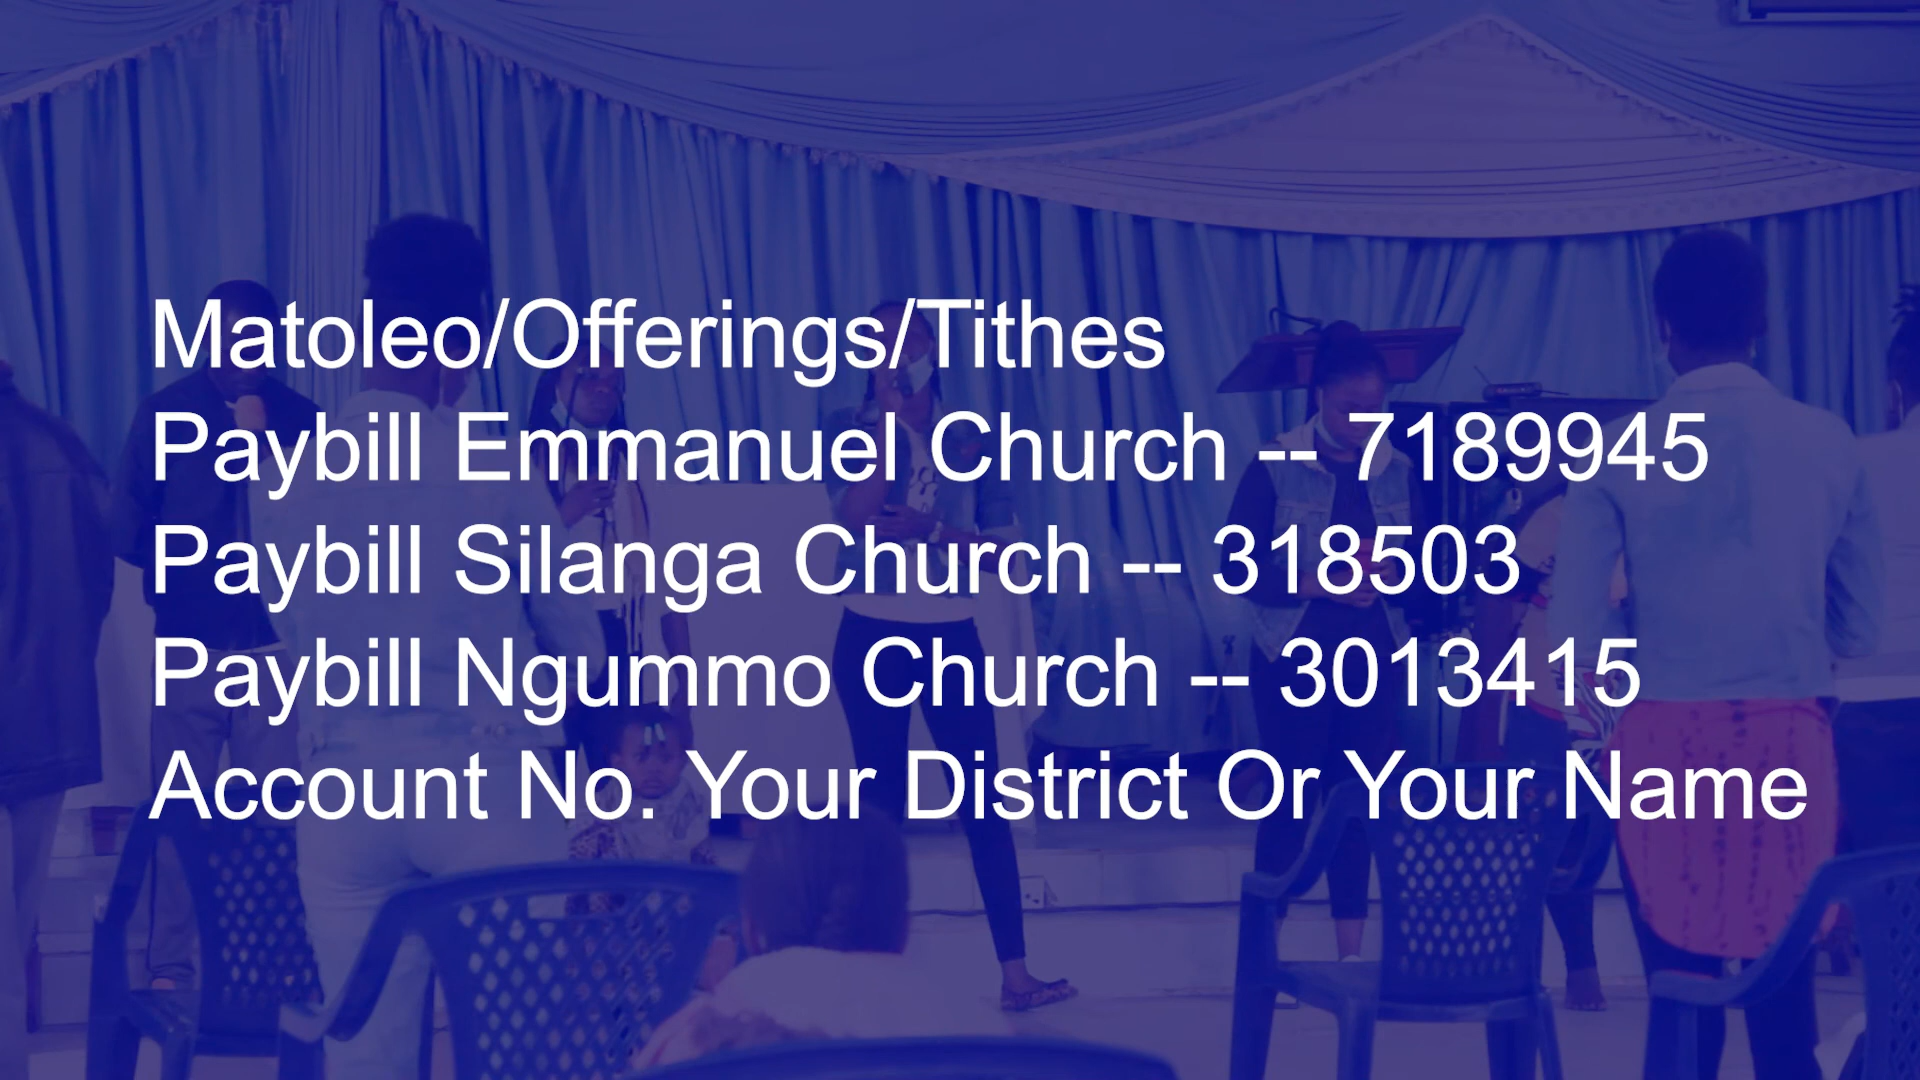 Matoleo/Offerings/Tithes
Paybill Emmanuel Church -- 7189945
Paybill Silanga Church -- 318503
Paybill Ngummo Church -- 3013415
Account No. Your District Or Your Name